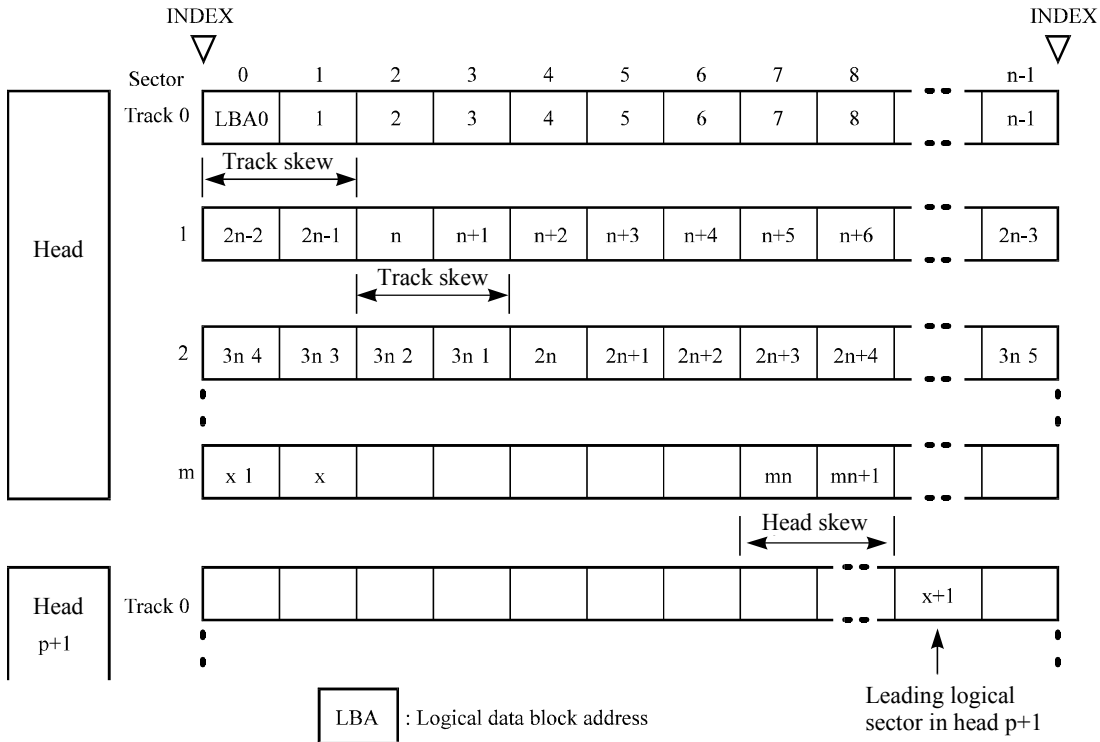 INDEX INDEX
Sector 0 1 2 3 4 5 6 7 8 n-1
Track 0 LBA0 1 2 3 4 5 6 7 8 n-1
Track skew
Head
1 2n-2 2n-1 n n+1 n+2 n+3 n+4 n+5 n+6 2n-3
Track skew
2 3n 4 3n 3 3n 2 3n 1 2n 2n+1 2n+2 2n+3 2n+4 3n 5
m x 1 x mn mn+1
Head skew
Head
p+1
Track 0 x+1
LBA : Logical data block address
Leading logical
sector in head p+1